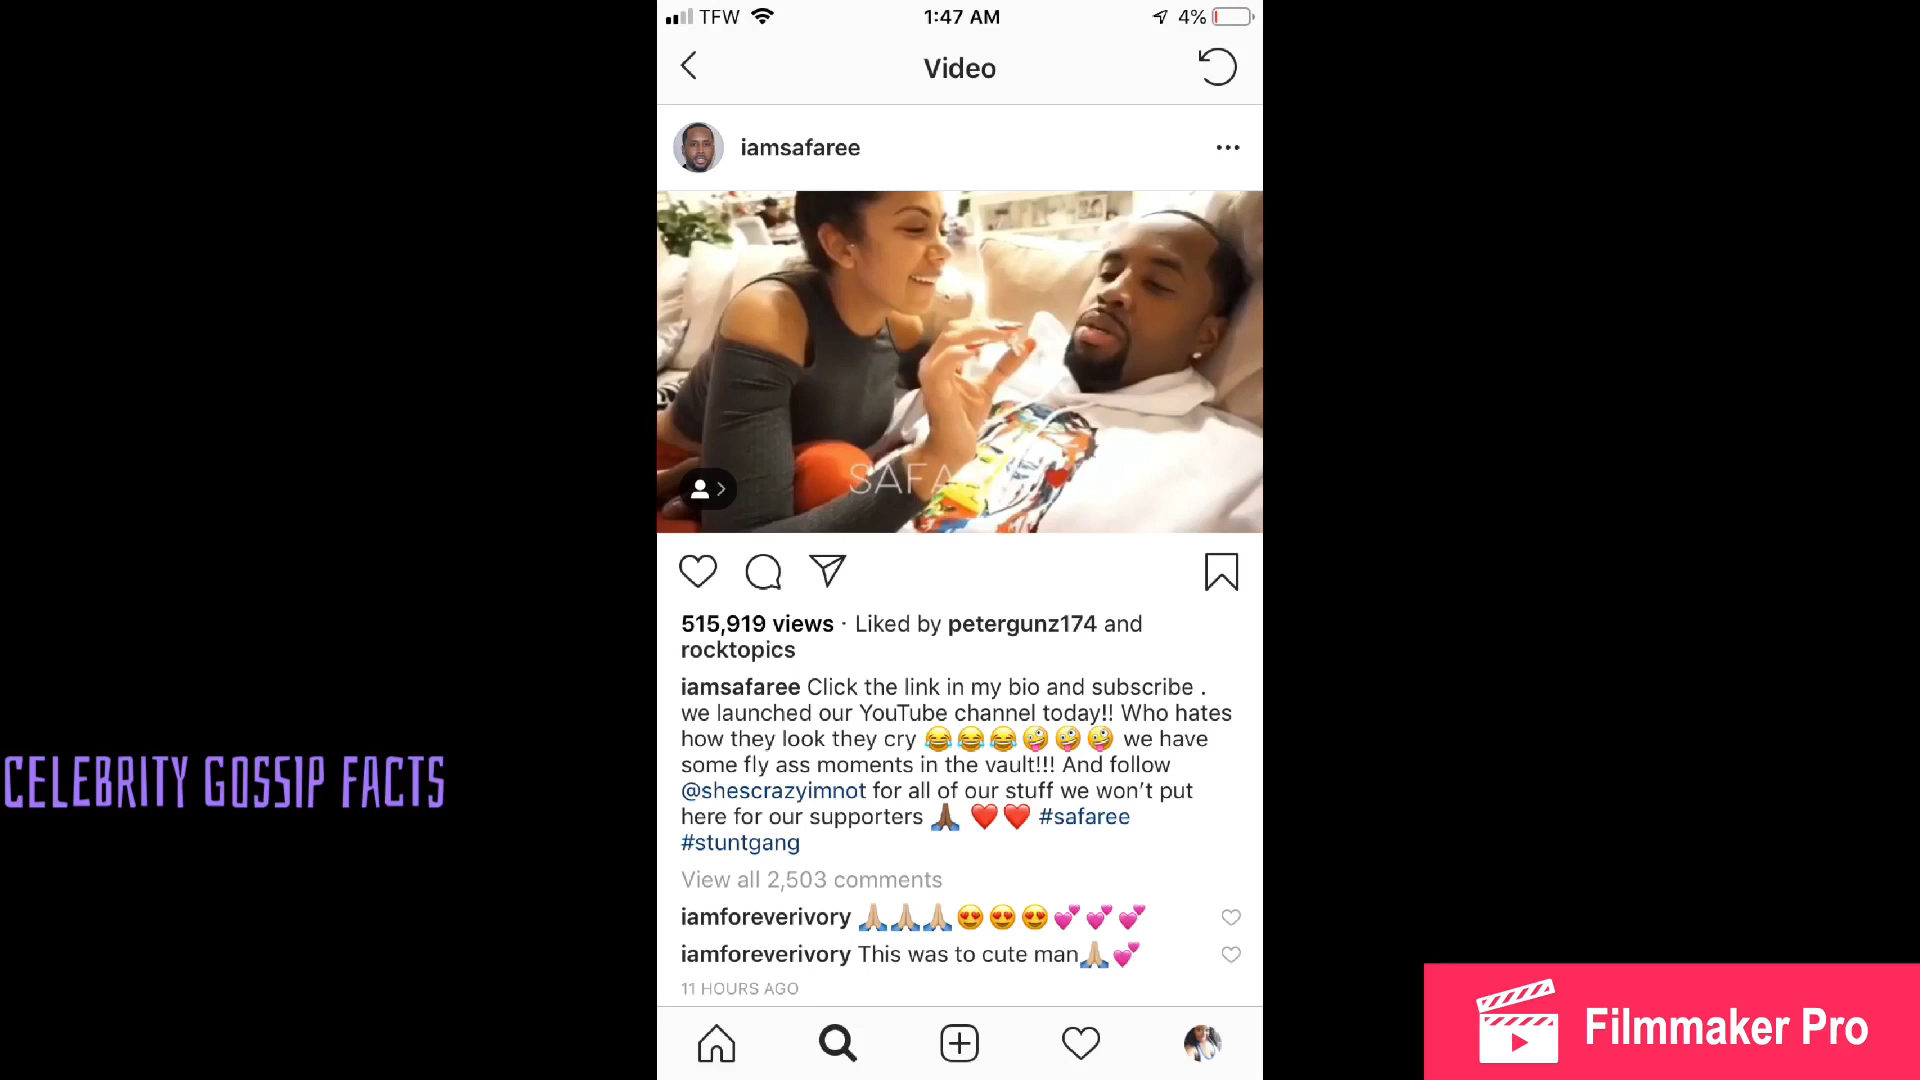 TFW 1:47 AM 4%
Video
iamsafaree
SAFA
515,919 views · Liked by petergunz174 and
rocktopics
iamsafaree Click the link in my bio and subscribe .
we launched our YouTube channel today!! Who hates
how they look they cry 😂😂😂🤪🤪🤪 we have
some fly ass moments in the vault!!! And follow
@shescrazyimnot for all of our stuff we won’t put
here for our supporters 🙏🏾 ❤️❤️ #safaree
#stuntgang
View all 2,503 comments
iamforeverivory 🙏🏼🙏🏼🙏🏼😍😍😍💕💕💕
iamforeverivory This was to cute man🙏🏼💕
11 HOURS AGO
CELEBRITY GOSSIP FACTS
Filmmaker Pro